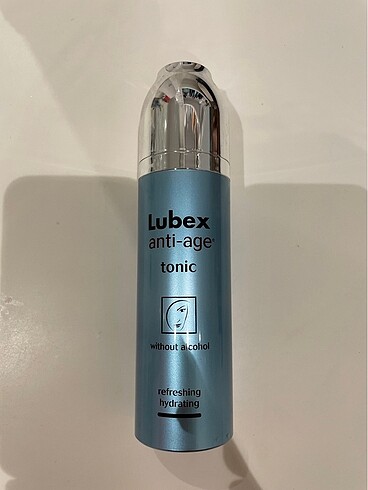 Lubex
anti-age®
tonic
without alcohol
refreshing
hydrating